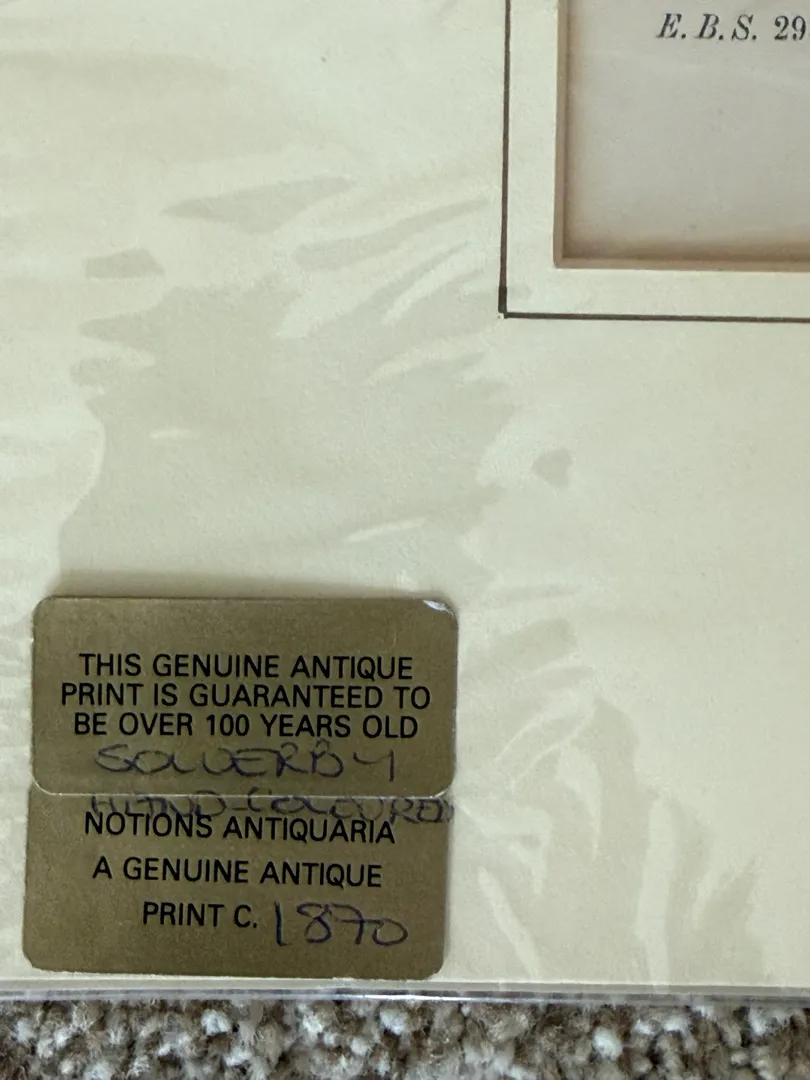 E. B. S. 29
THIS GENUINE ANTIQUE
PRINT IS GUARANTEED TO
BE OVER 100 YEARS OLD
SOWERBY
HAND-COLOURED
NOTIONS ANTIQUARIA
A GENUINE ANTIQUE
PRINT C. 1870